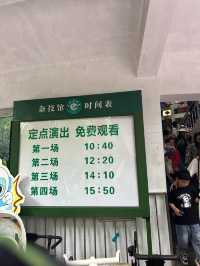 杂技馆 时间表
定点演出 免费观看
第一场 10:40
第二场 12:20
第三场 14:10
第四场 15:50